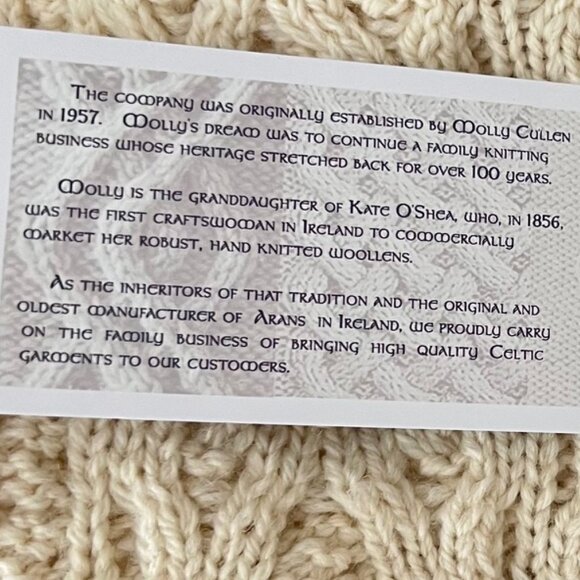 The company was originally established by Molly Cullen
in 1957. Molly's dream was to continue a family knitting
business whose heritage stretched back for over 100 years.
Molly is the granddaughter of Kate O'Shea, who, in 1856,
was the first craftswoman in Ireland to commercially
market her robust, hand knitted woollens.
As the inheritors of that tradition and the original and
oldest manufacturer of Arans in Ireland, we proudly carry
on the family business of bringing high quality Celtic
garments to our customers.